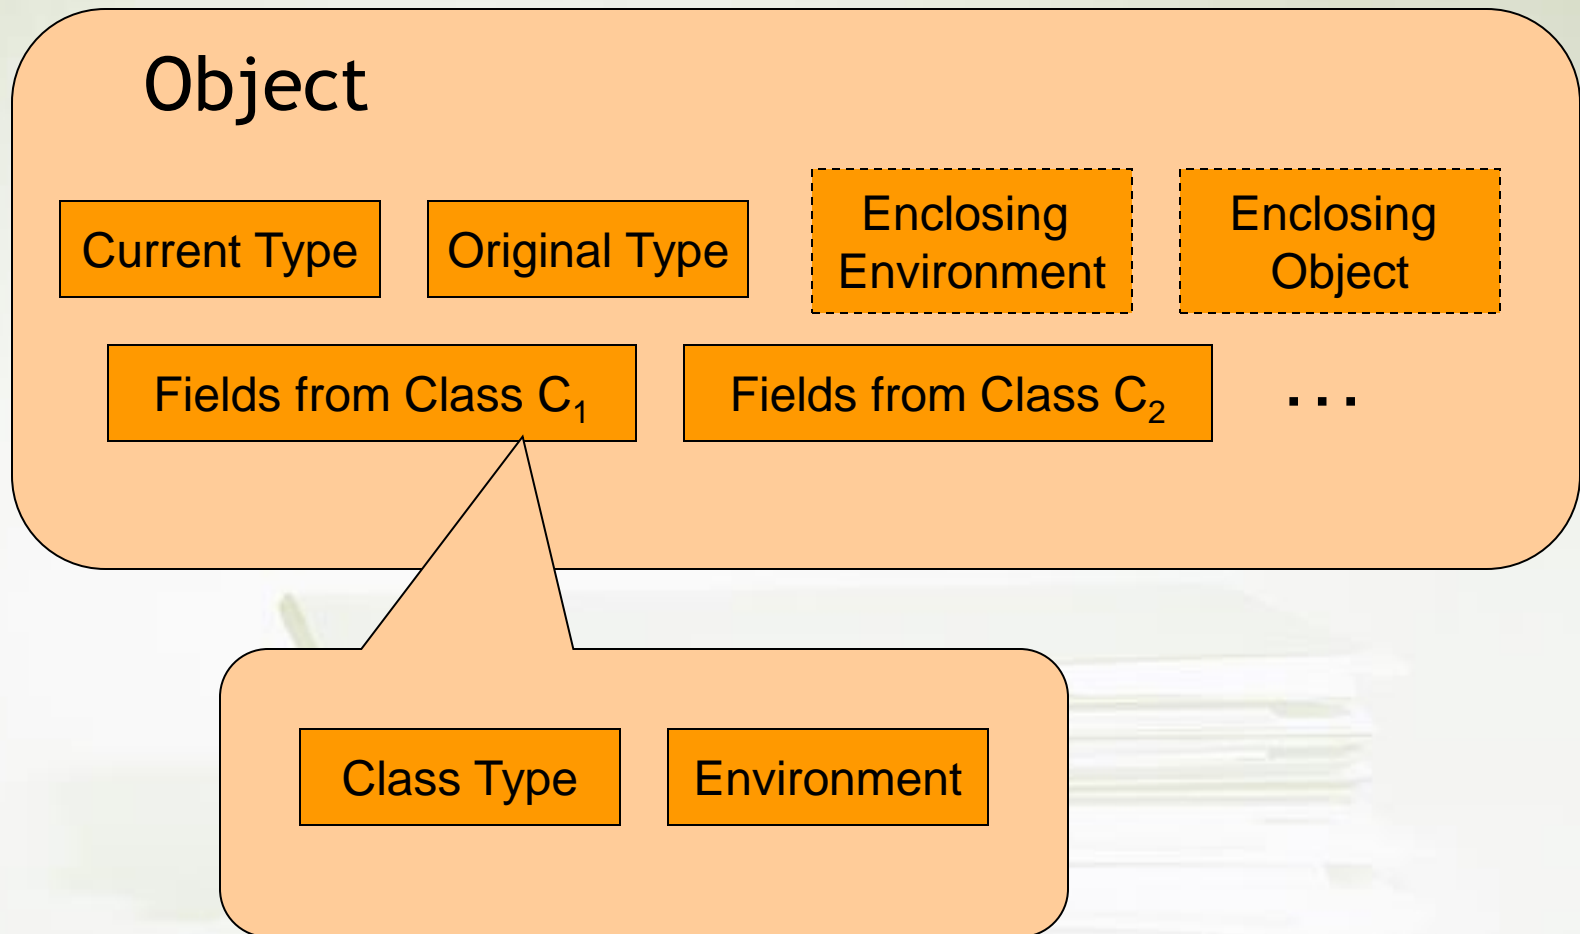 Object
Current Type
Original Type
Enclosing
Environment
Enclosing
Object
Fields from Class C₁
Fields from Class C₂
...
Class Type
Environment